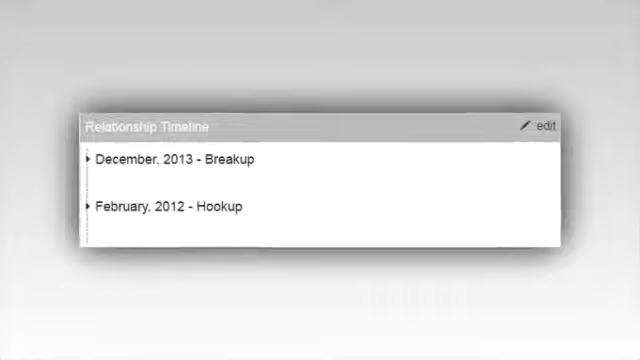 Relationship Timeline edit
December, 2013 - Breakup
February, 2012 - Hookup